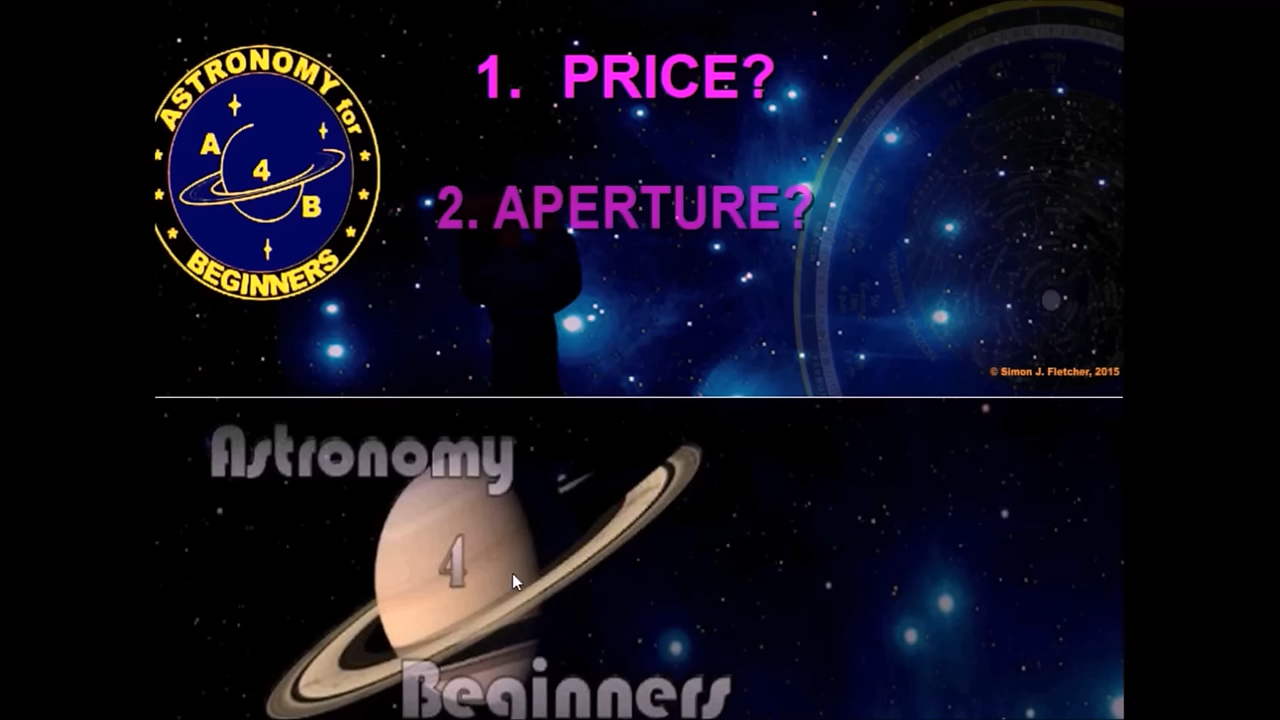 ASTRONOMY for
A
4
B
BEGINNERS
1. PRICE?
2. APERTURE?
© Simon J. Fletcher, 2015
Astronomy
4
Beginners